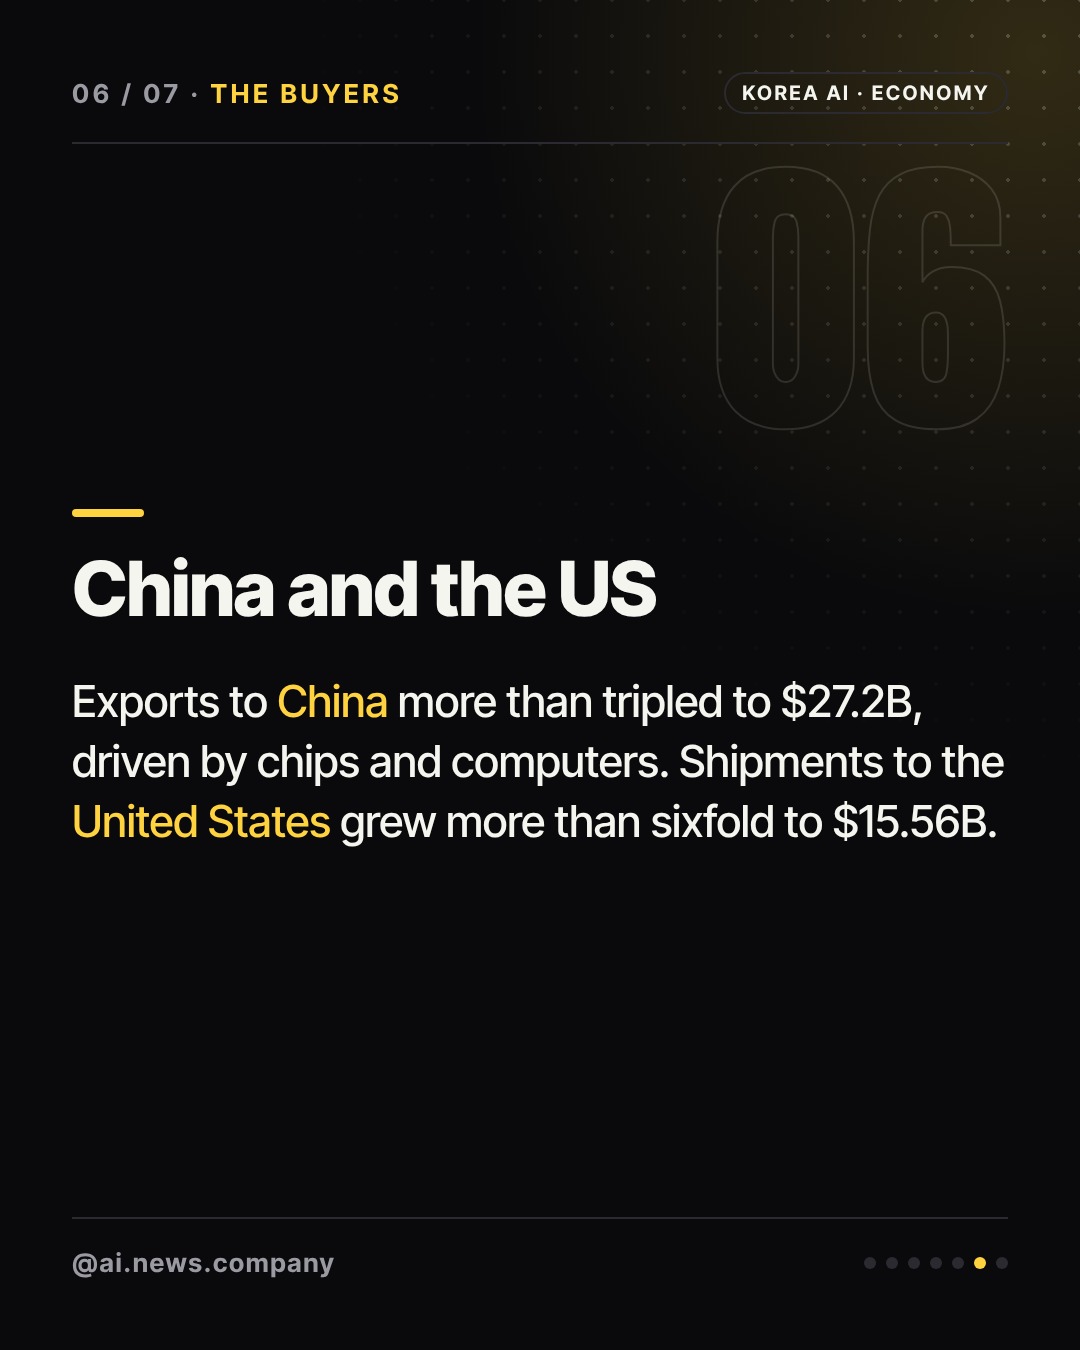 06 / 07 · THE BUYERS
KOREA AI · ECONOMY
06
China and the US
Exports to China more than tripled to $27.2B,
driven by chips and computers. Shipments to the
United States grew more than sixfold to $15.56B.
@ai.news.company